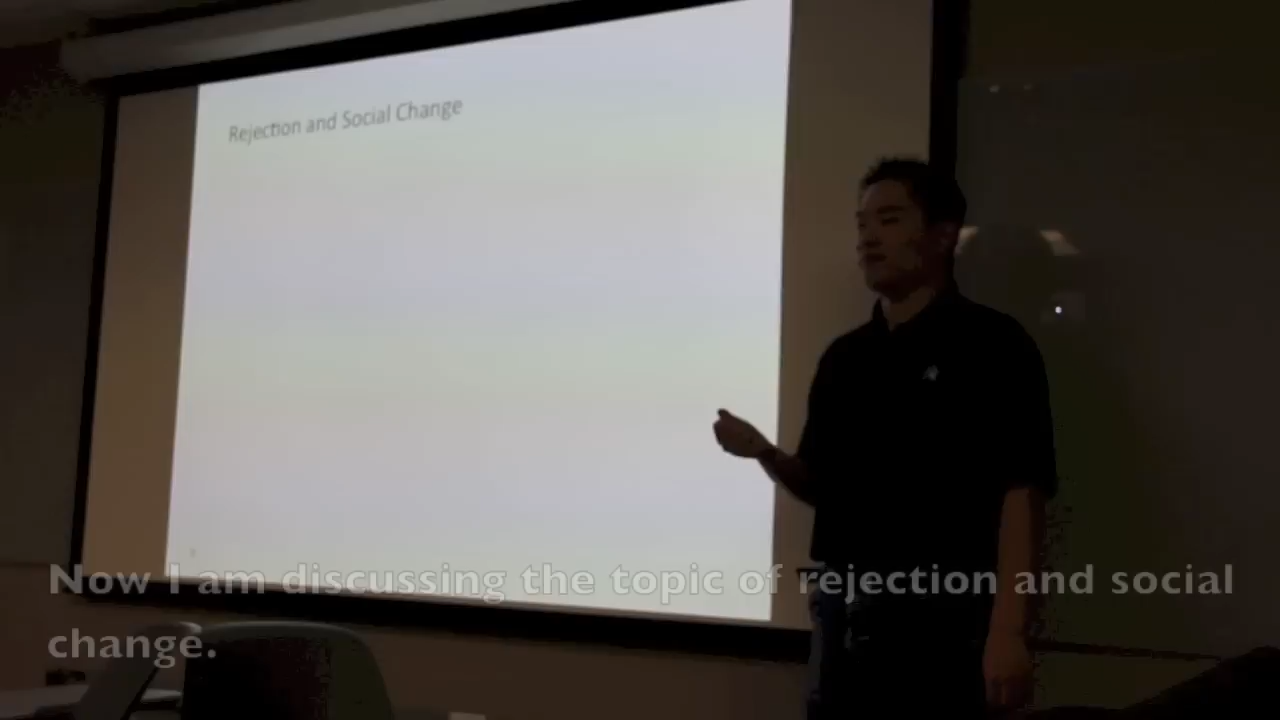 Rejection and Social Change
Now I am discussing the topic of rejection and social
change.